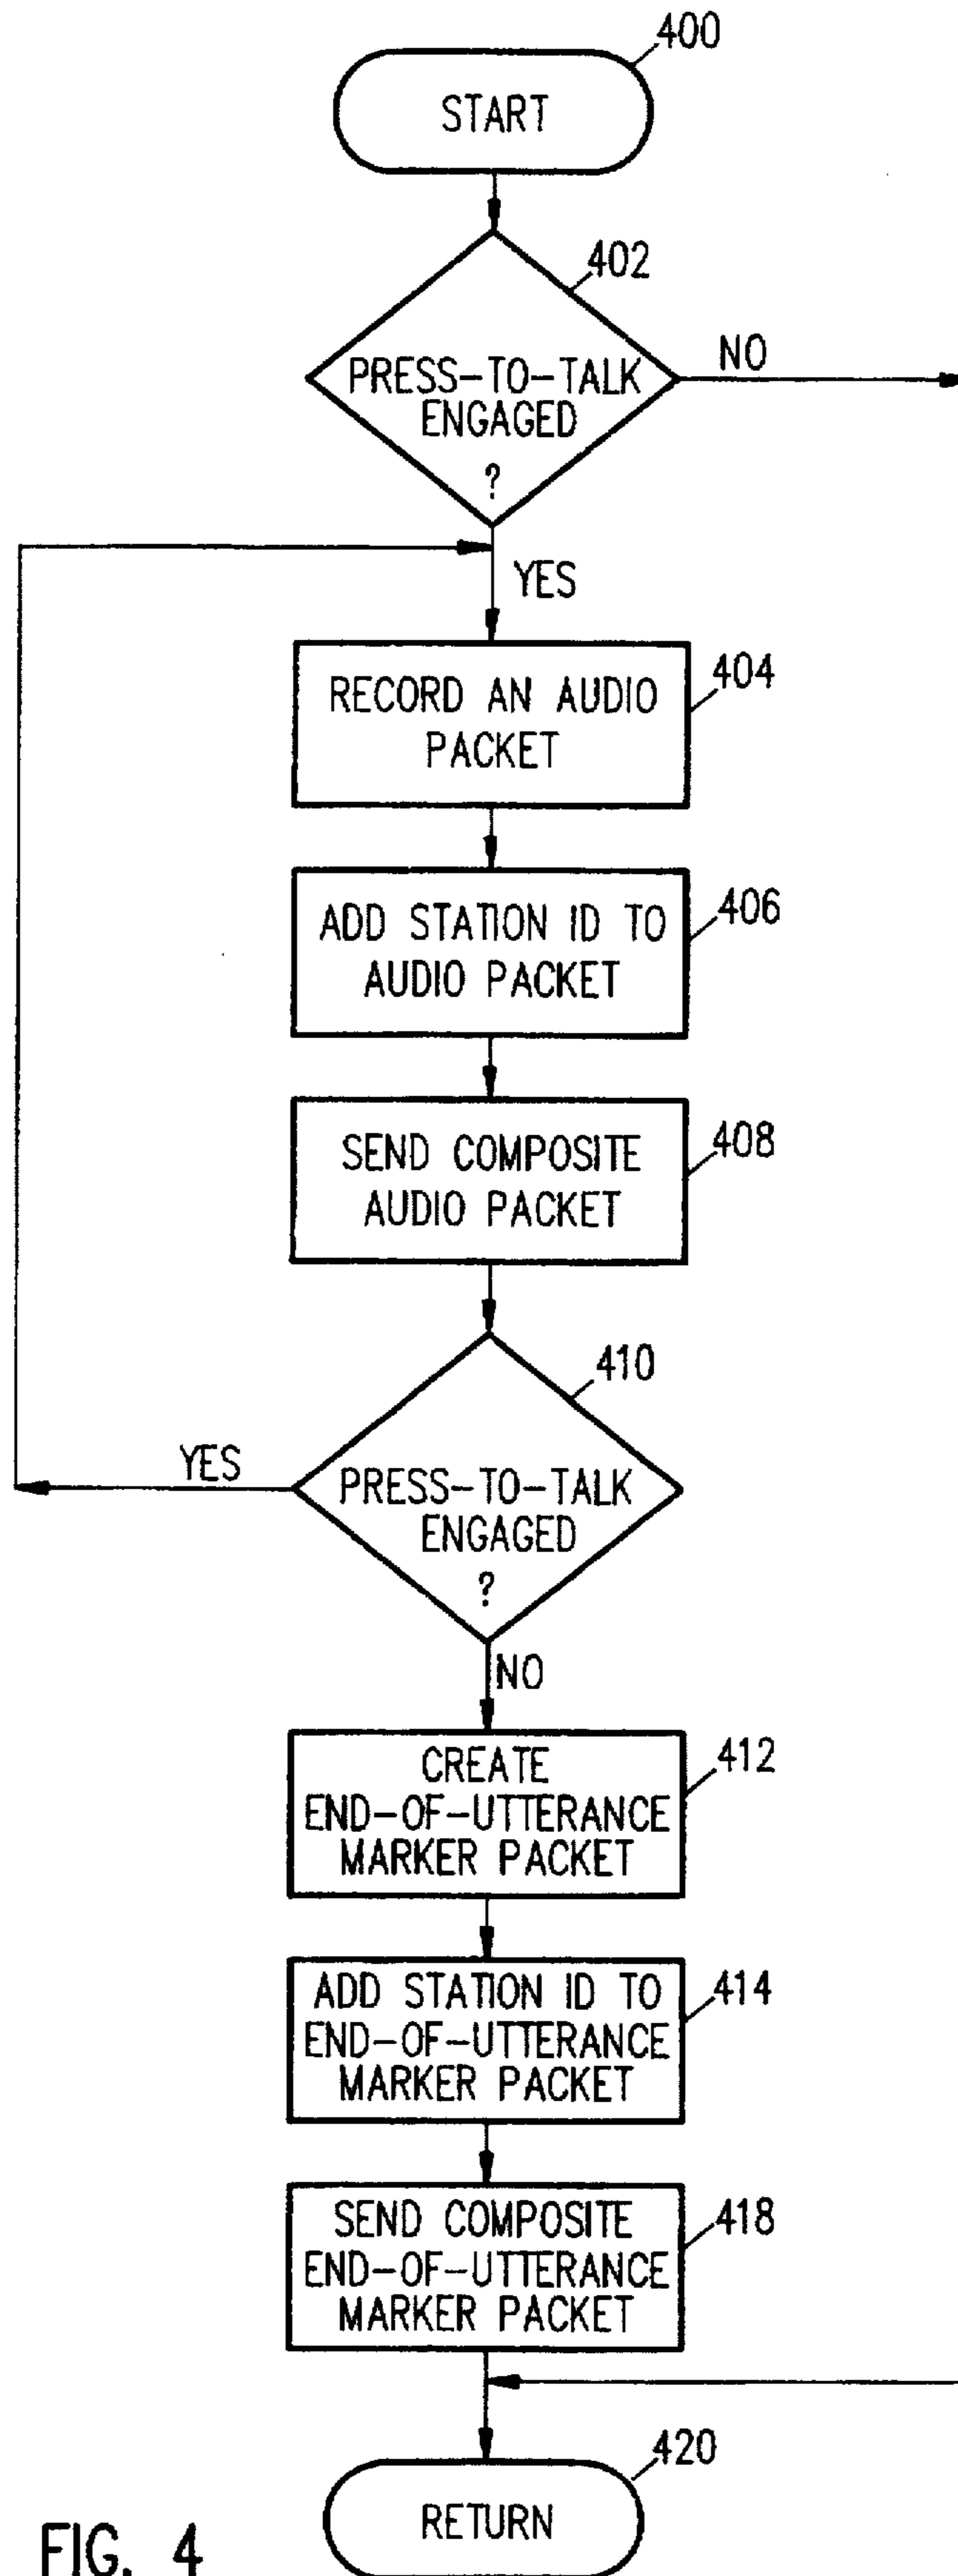 400
START
402
PRESS-TO-TALK
ENGAGED
?
NO
YES
RECORD AN AUDIO
PACKET
404
ADD STATION ID TO
AUDIO PACKET
406
SEND COMPOSITE
AUDIO PACKET
408
410
YES
PRESS-TO-TALK
ENGAGED
?
NO
CREATE
END-OF-UTTERANCE
MARKER PACKET
412
ADD STATION ID TO
END-OF-UTTERANCE
MARKER PACKET
414
SEND COMPOSITE
END-OF-UTTERANCE
MARKER PACKET
418
420
RETURN
FIG. 4